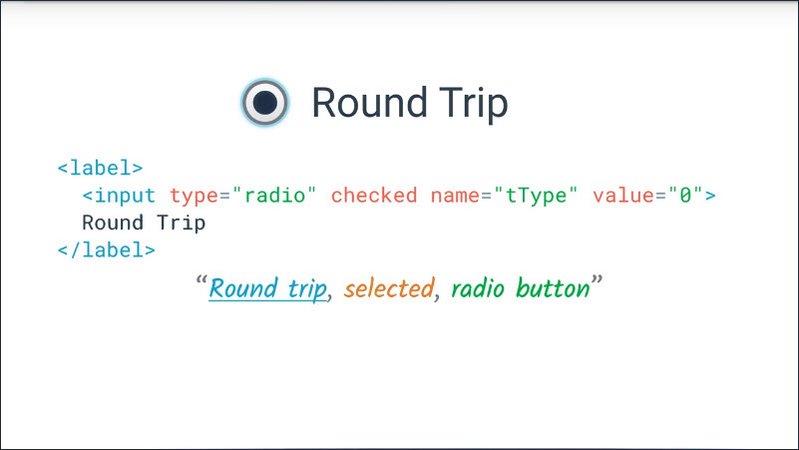 Round Trip
<label>
<input type="radio" checked name="tType" value="0">
Round Trip
</label>
“Round trip, selected, radio button”